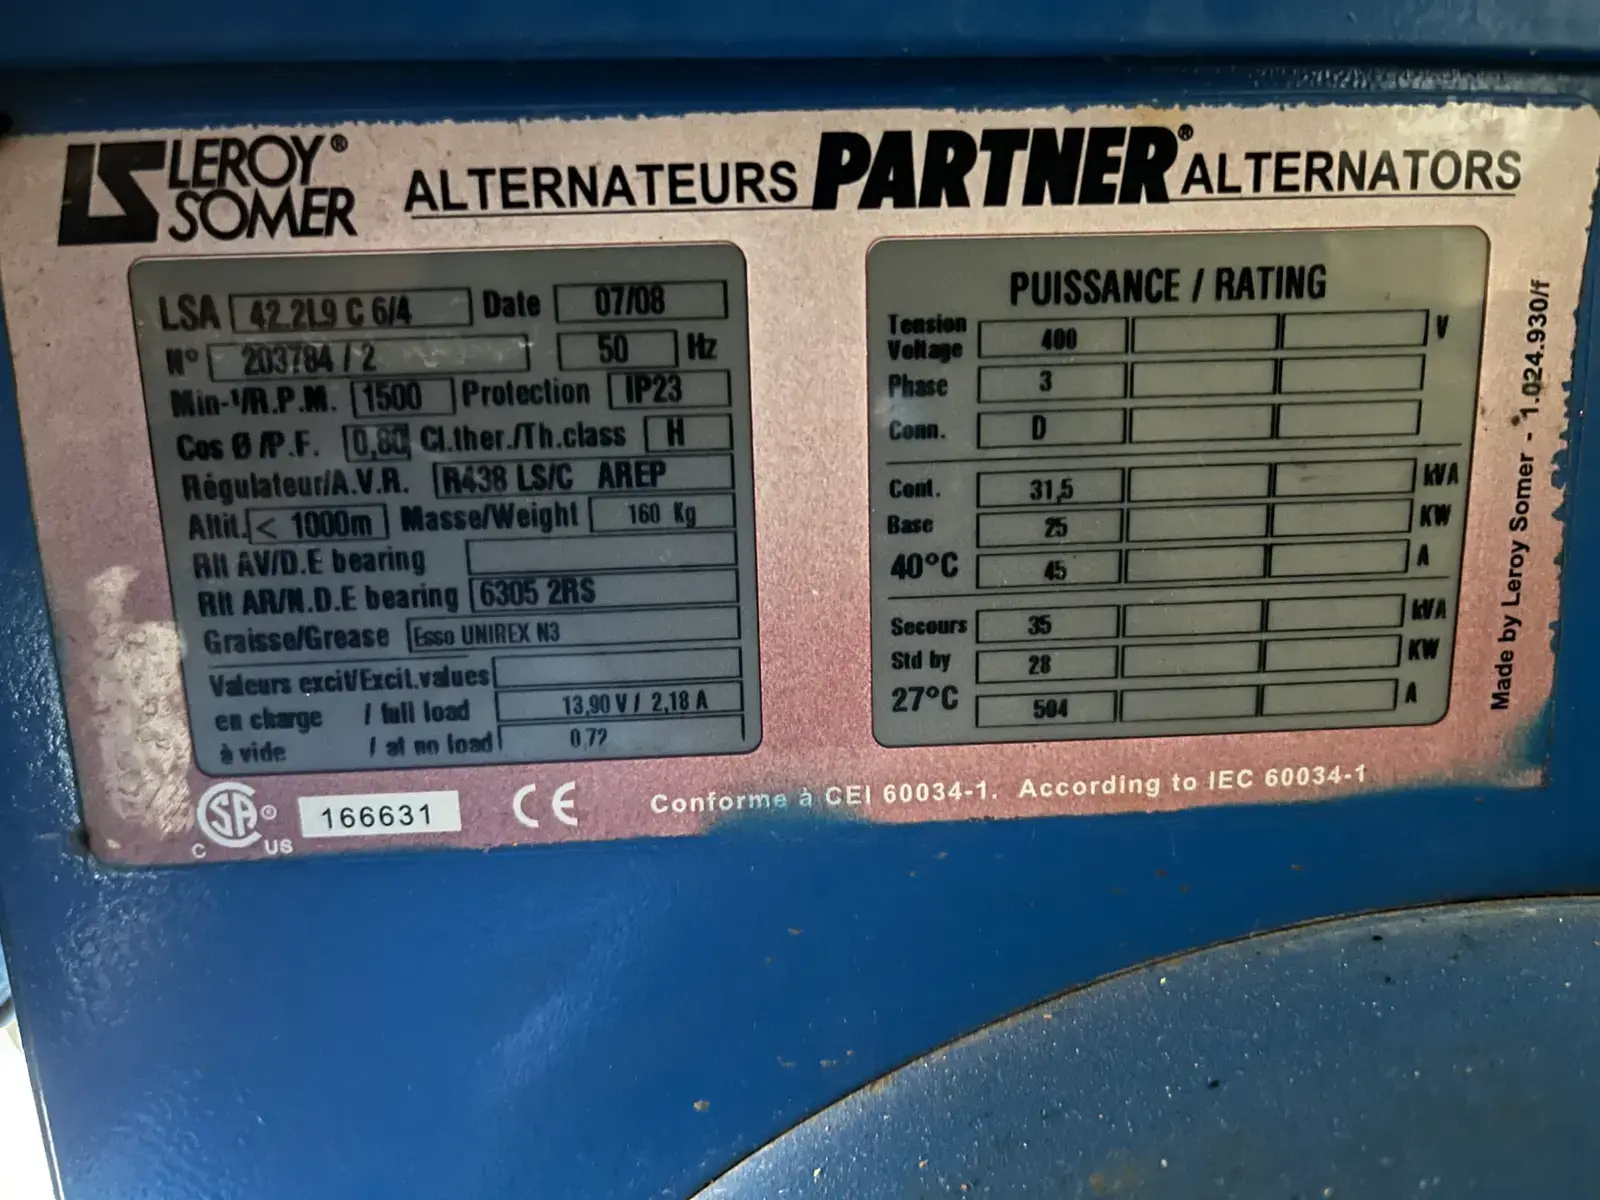 LEROY® SOMER ALTERNATEURS PARTNER® ALTERNATORS
LSA 42.2L9 C 6/4 Date 07/08
N° 203784 / 2 50 Hz
Min-¹/R.P.M. 1500 Protection IP23
Cos Ø /P.F. 0,80 Cl.ther./Th.class H
Régulateur/A.V.R. R438 LS/C AREP
Altit. < 1000m Masse/Weight 160 Kg
Rlt AV/D.E bearing
Rlt AR/N.D.E bearing 6305 2RS
Graisse/Grease Esso UNIREX N3
Valeurs excit/Excit.values
en charge / full load 13,90 V / 2,18 A
à vide / at no load 0,72
PUISSANCE / RATING
Tension
Voltage 400 V
Phase 3
Conn. D
Cont. 31,5 kVA
Base 25 KW
40°C 45 A
Secours 35 kVA
Std by 28 KW
27°C 504 A
Made by Leroy Somer - 1.024.930/f
C SA® US 166631 CE Conforme à CEI 60034-1. According to IEC 60034-1